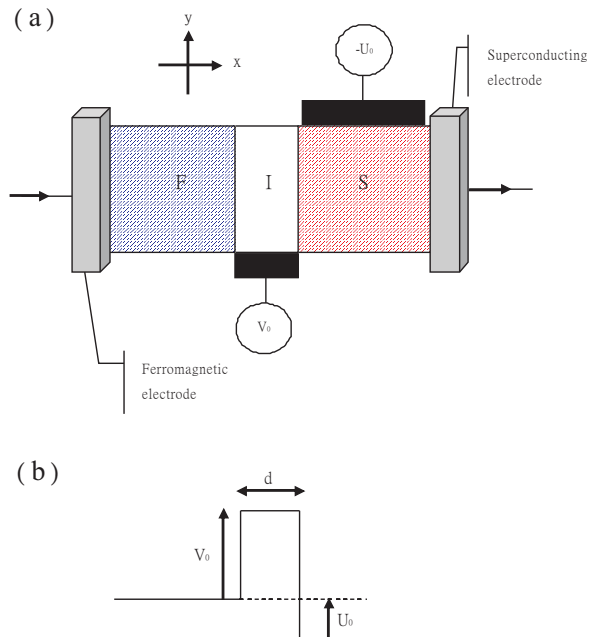 (a)
y
x
-U₀
Superconducting
electrode
F
I
S
V₀
Ferromagnetic
electrode
(b)
d
V₀
U₀